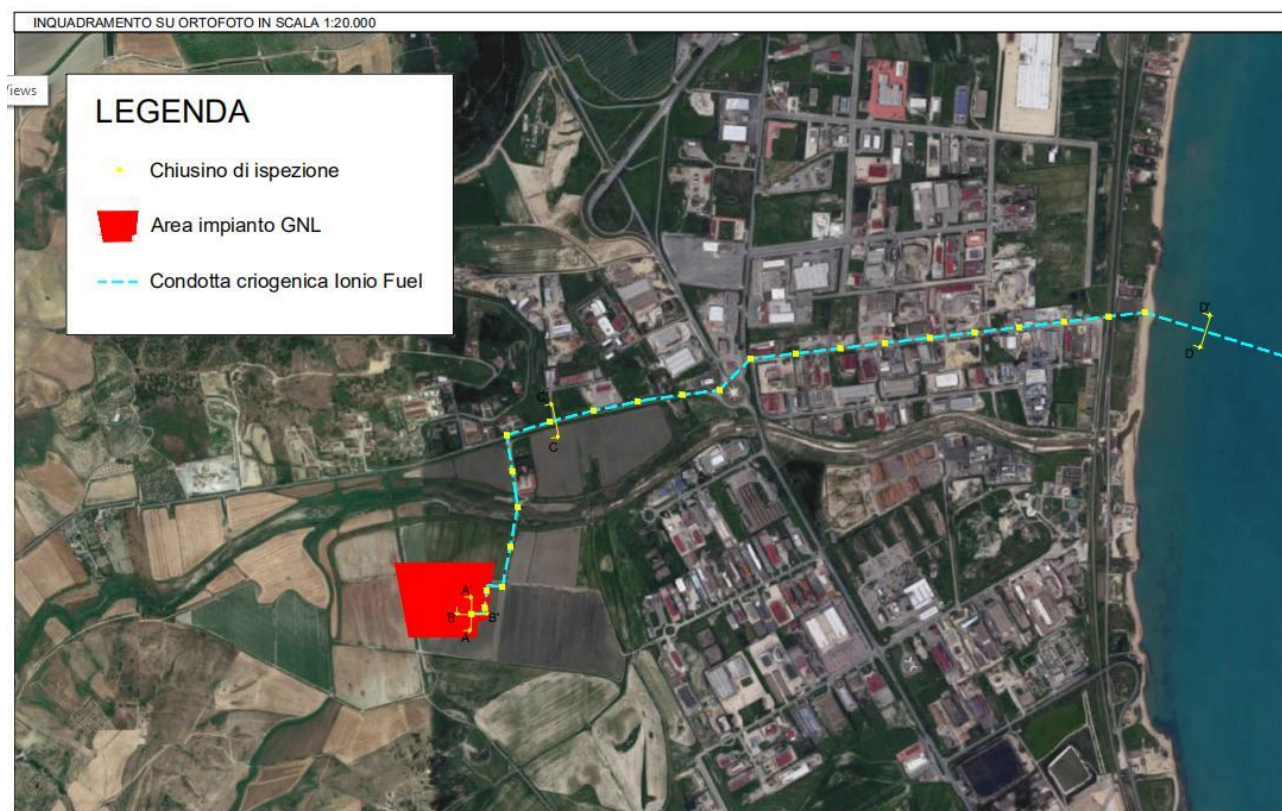 INQUADRAMENTO SU ORTOFOTO IN SCALA 1:20.000
LEGENDA
Chiusino di ispezione
Area impianto GNL
Condotta criogenica Ionio Fuel
D'
D
C'
C
A'
B
B'
A